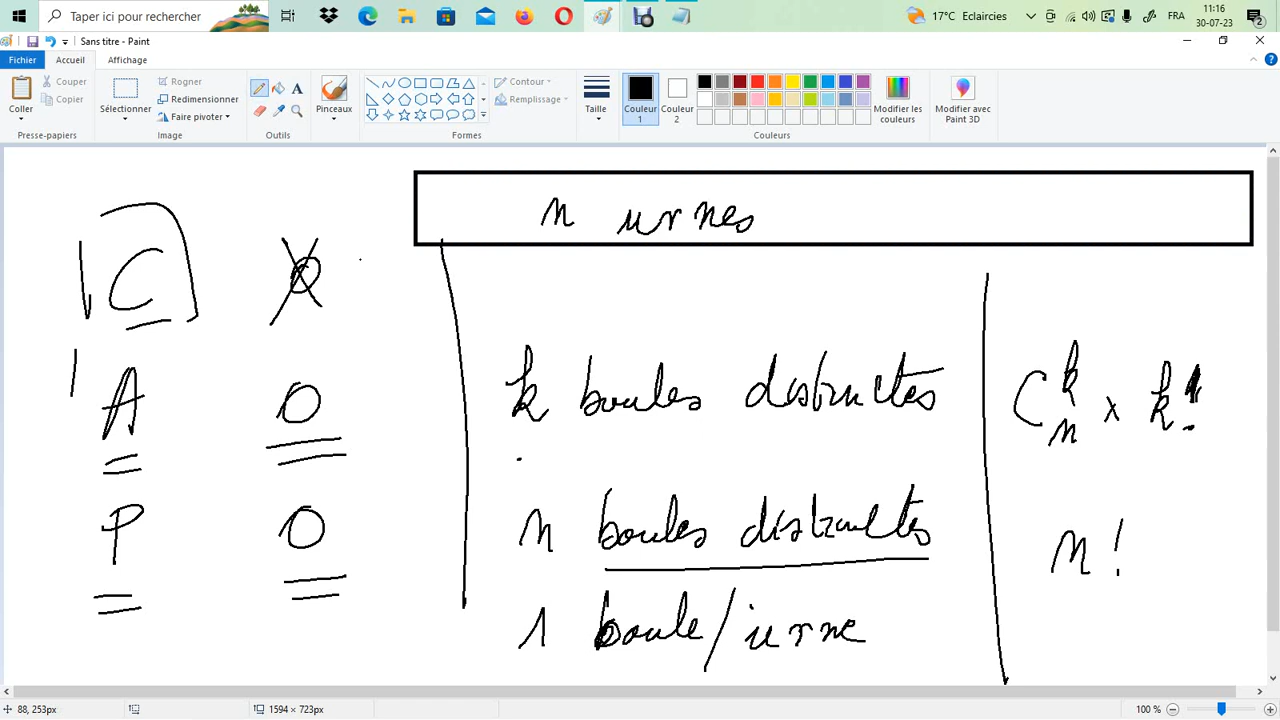 Taper ici pour rechercher
17°C Eclaircies
FRA
11:16
30-07-23
2
Sans titre - Paint
Fichier Accueil Affichage
Coller
Couper
Copier
Presse-papiers
Sélectionner
Rogner
Redimensionner
Faire pivoter
Image
A
Outils
Pinceaux
Contour
Remplissage
Formes
Taille
Couleur 1
Couleur 2
Modifier les couleurs
Couleurs
Modifier avec Paint 3D
n urnes
C O
k boules distinctes
C k n x k!
A O
n boules distinctes
n!
P O
1 boule/urne
88, 253px
1594 × 723px
100 %